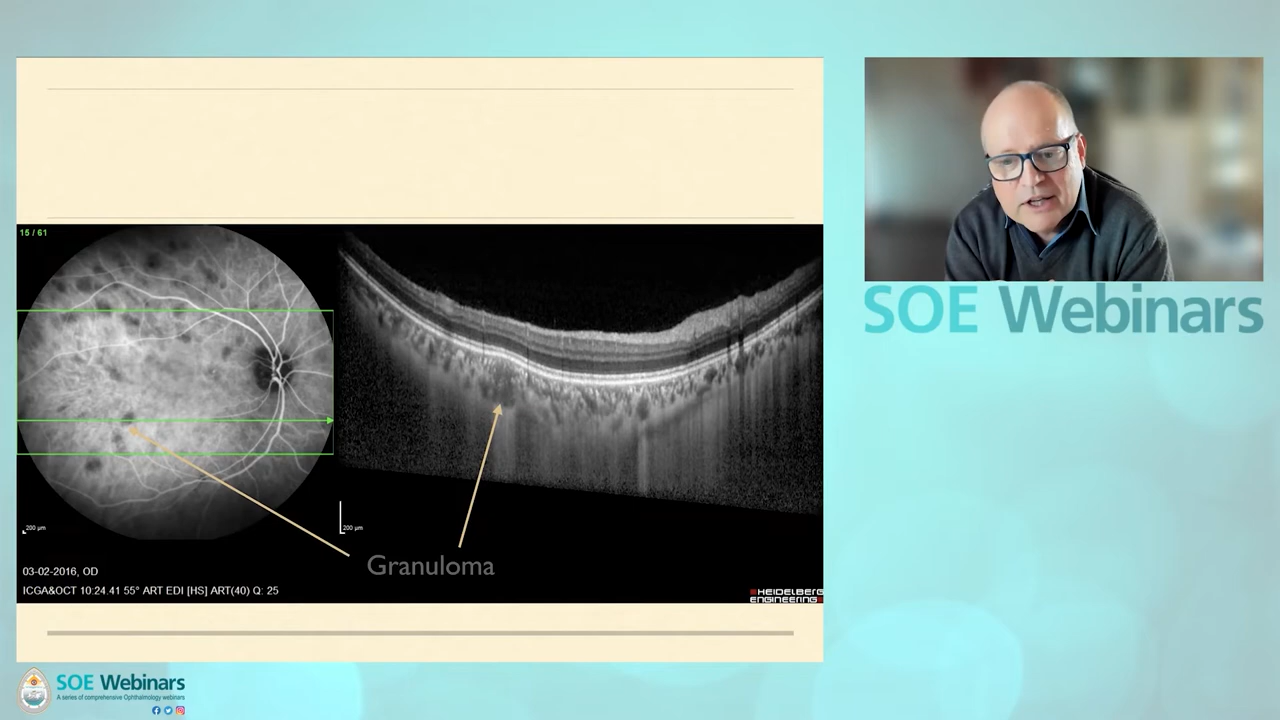 15 / 61
200 µm
200 µm
Granuloma
03-02-2016, OD
ICGA&OCT 10:24.41 55° ART EDI [HS] ART(40) Q: 25
HEIDELBERG
ENGINEERING
SOE Webinars
SOE Webinars
A series of comprehensive Ophthalmology webinars